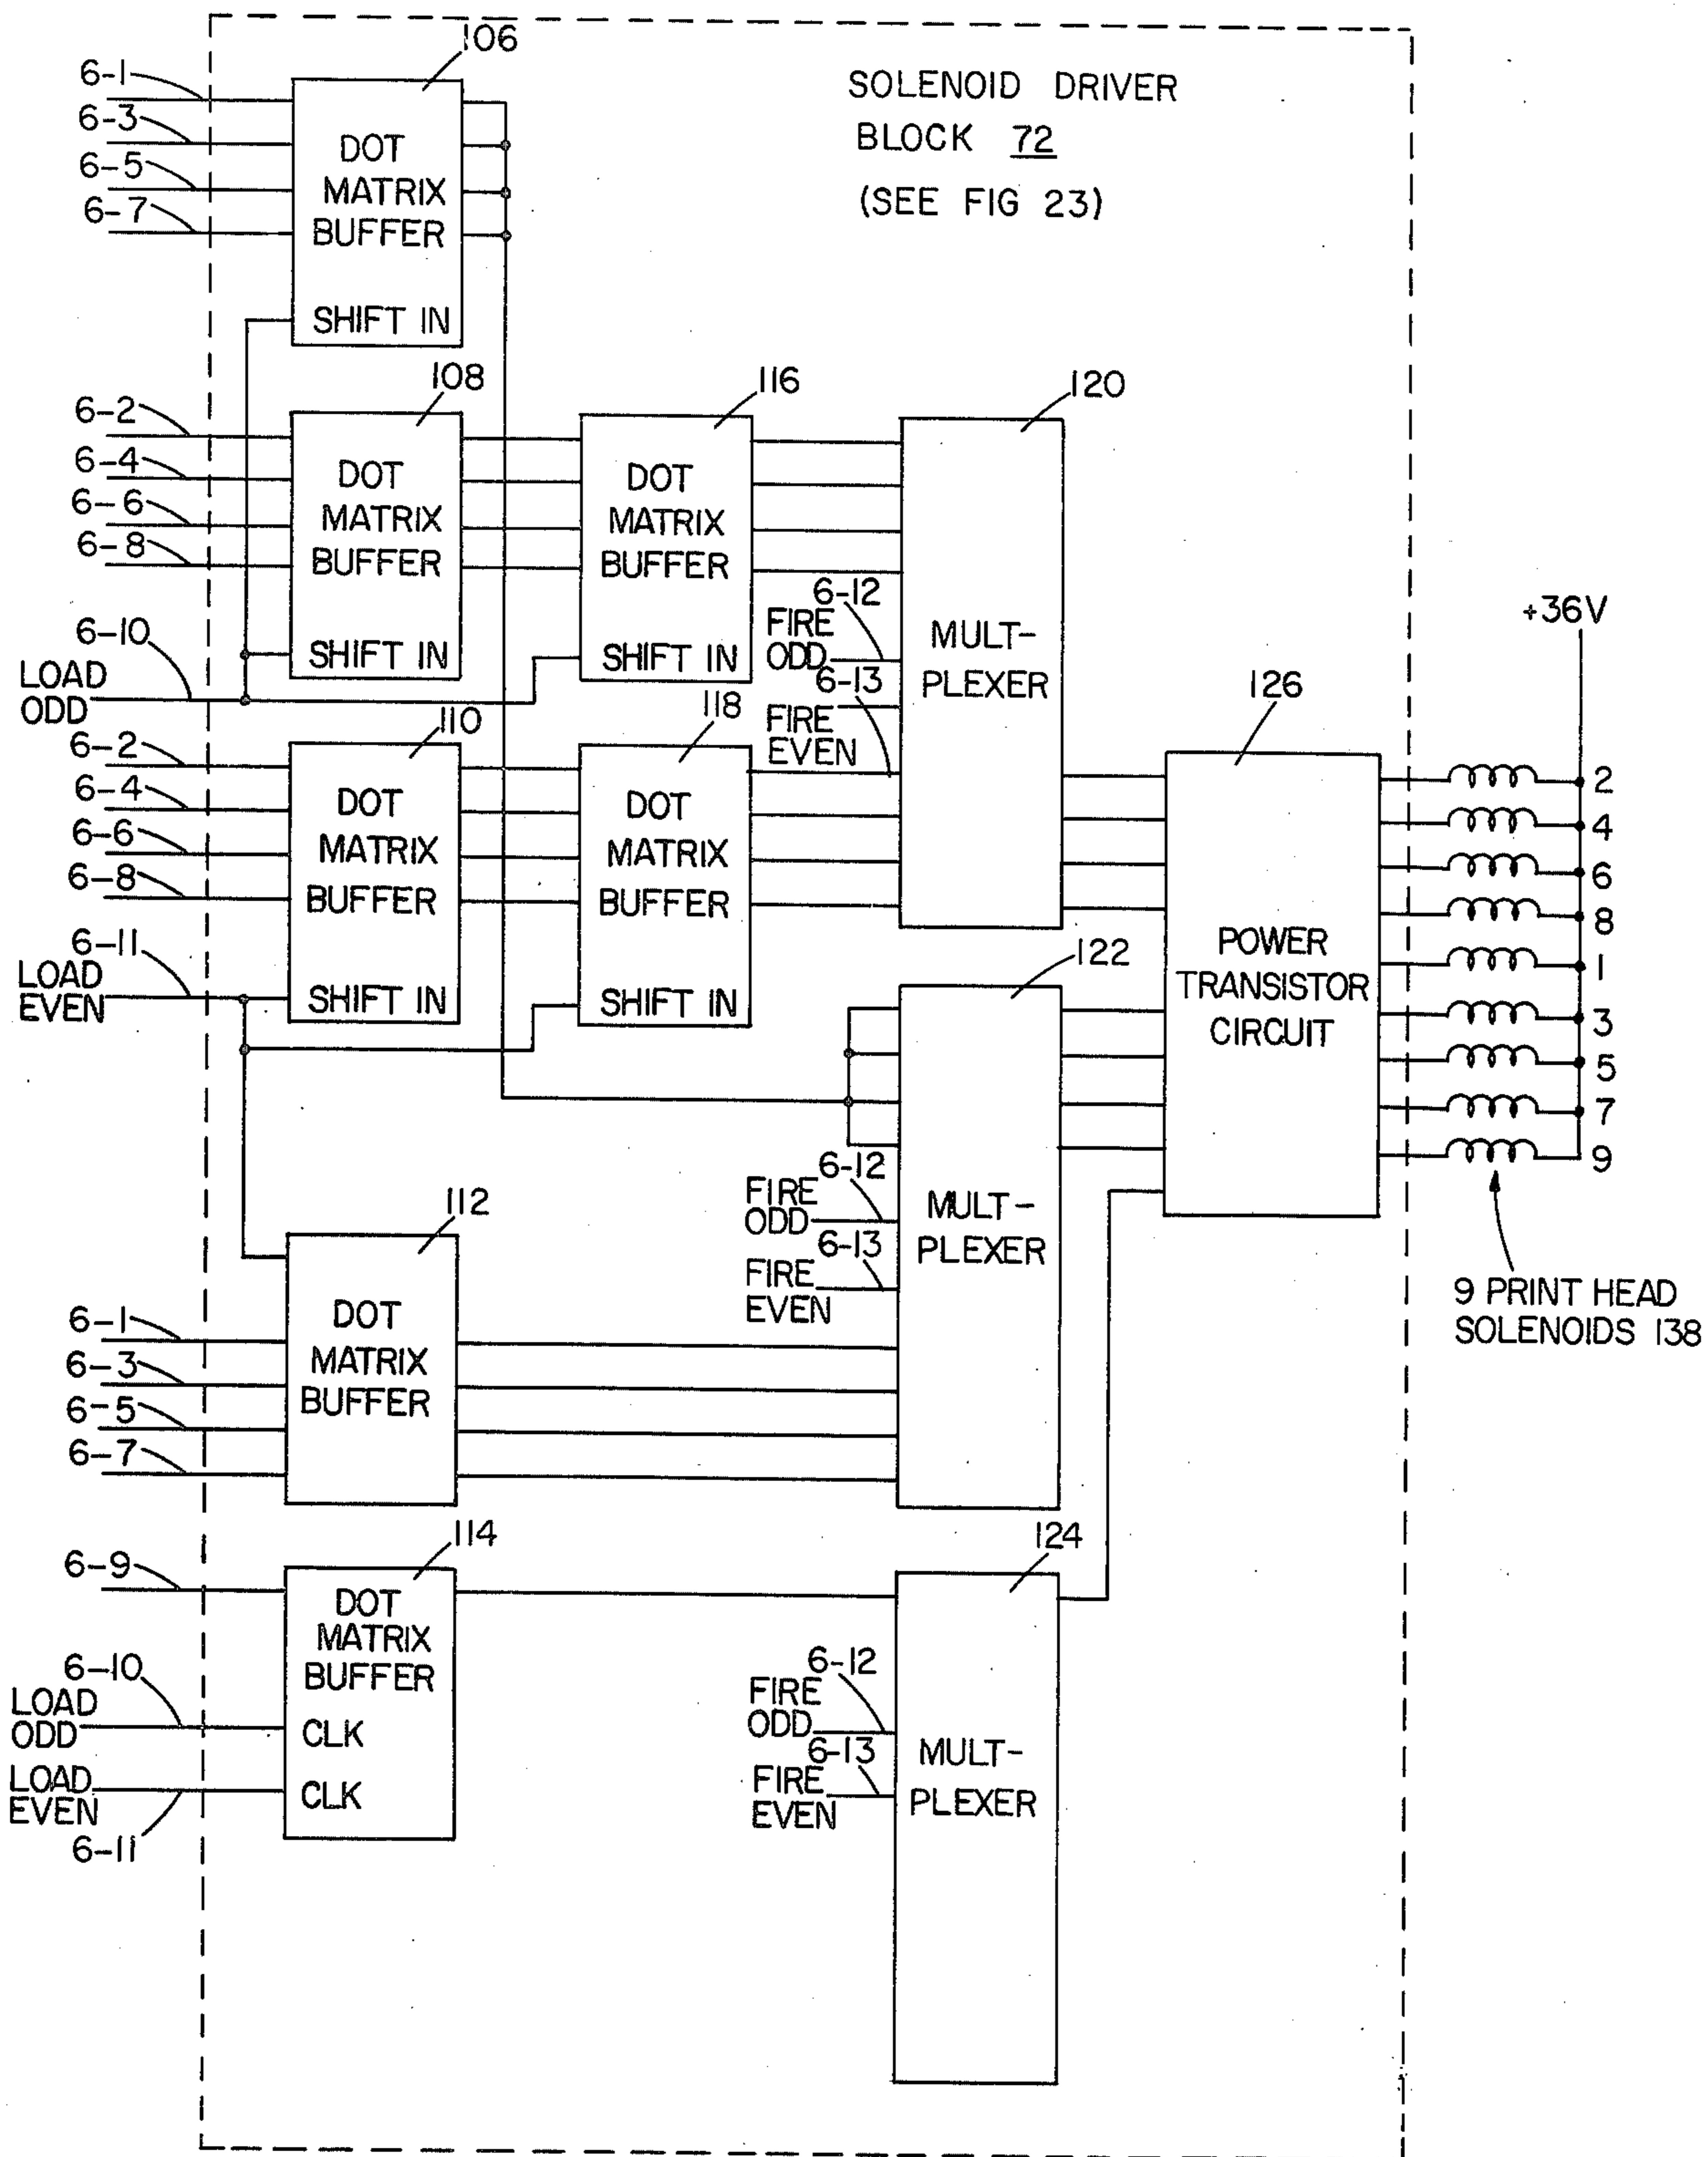 SOLENOID DRIVER
BLOCK 72
(SEE FIG 23)
106
6-1
6-3
6-5
6-7
DOT
MATRIX
BUFFER
SHIFT IN
108
6-2
6-4
6-6
6-8
DOT
MATRIX
BUFFER
SHIFT IN
6-10
LOAD
ODD
116
DOT
MATRIX
BUFFER
SHIFT IN
120
6-12
FIRE
ODD
6-13
FIRE
EVEN
MULT-
PLEXER
110
6-2
6-4
6-6
6-8
DOT
MATRIX
BUFFER
SHIFT IN
6-11
LOAD
EVEN
118
DOT
MATRIX
BUFFER
SHIFT IN
126
POWER
TRANSISTOR
CIRCUIT
+36V
2
4
6
8
1
3
5
7
9
9 PRINT HEAD
SOLENOIDS 138
122
6-12
FIRE
ODD
6-13
FIRE
EVEN
MULT-
PLEXER
112
6-1
6-3
6-5
6-7
DOT
MATRIX
BUFFER
114
6-9
DOT
MATRIX
BUFFER
6-10
LOAD
ODD
CLK
LOAD
EVEN
CLK
6-11
124
6-12
FIRE
ODD
6-13
FIRE
EVEN
MULT-
PLEXER